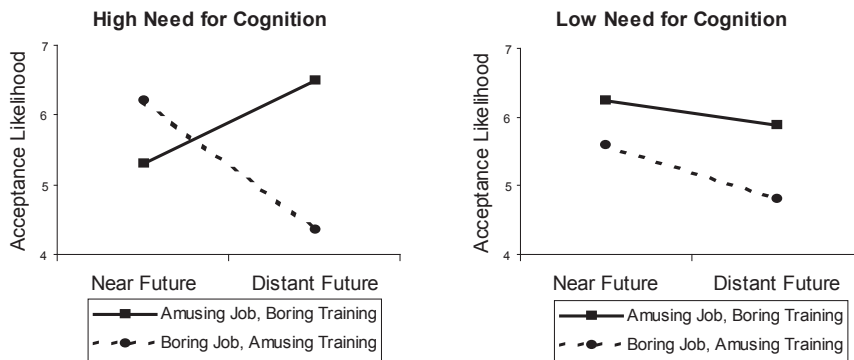 High Need for Cognition
Acceptance Likelihood
7
6
5
4
Near Future Distant Future
Amusing Job, Boring Training
Boring Job, Amusing Training
Low Need for Cognition
Acceptance Likelihood
7
6
5
4
Near Future Distant Future
Amusing Job, Boring Training
Boring Job, Amusing Training